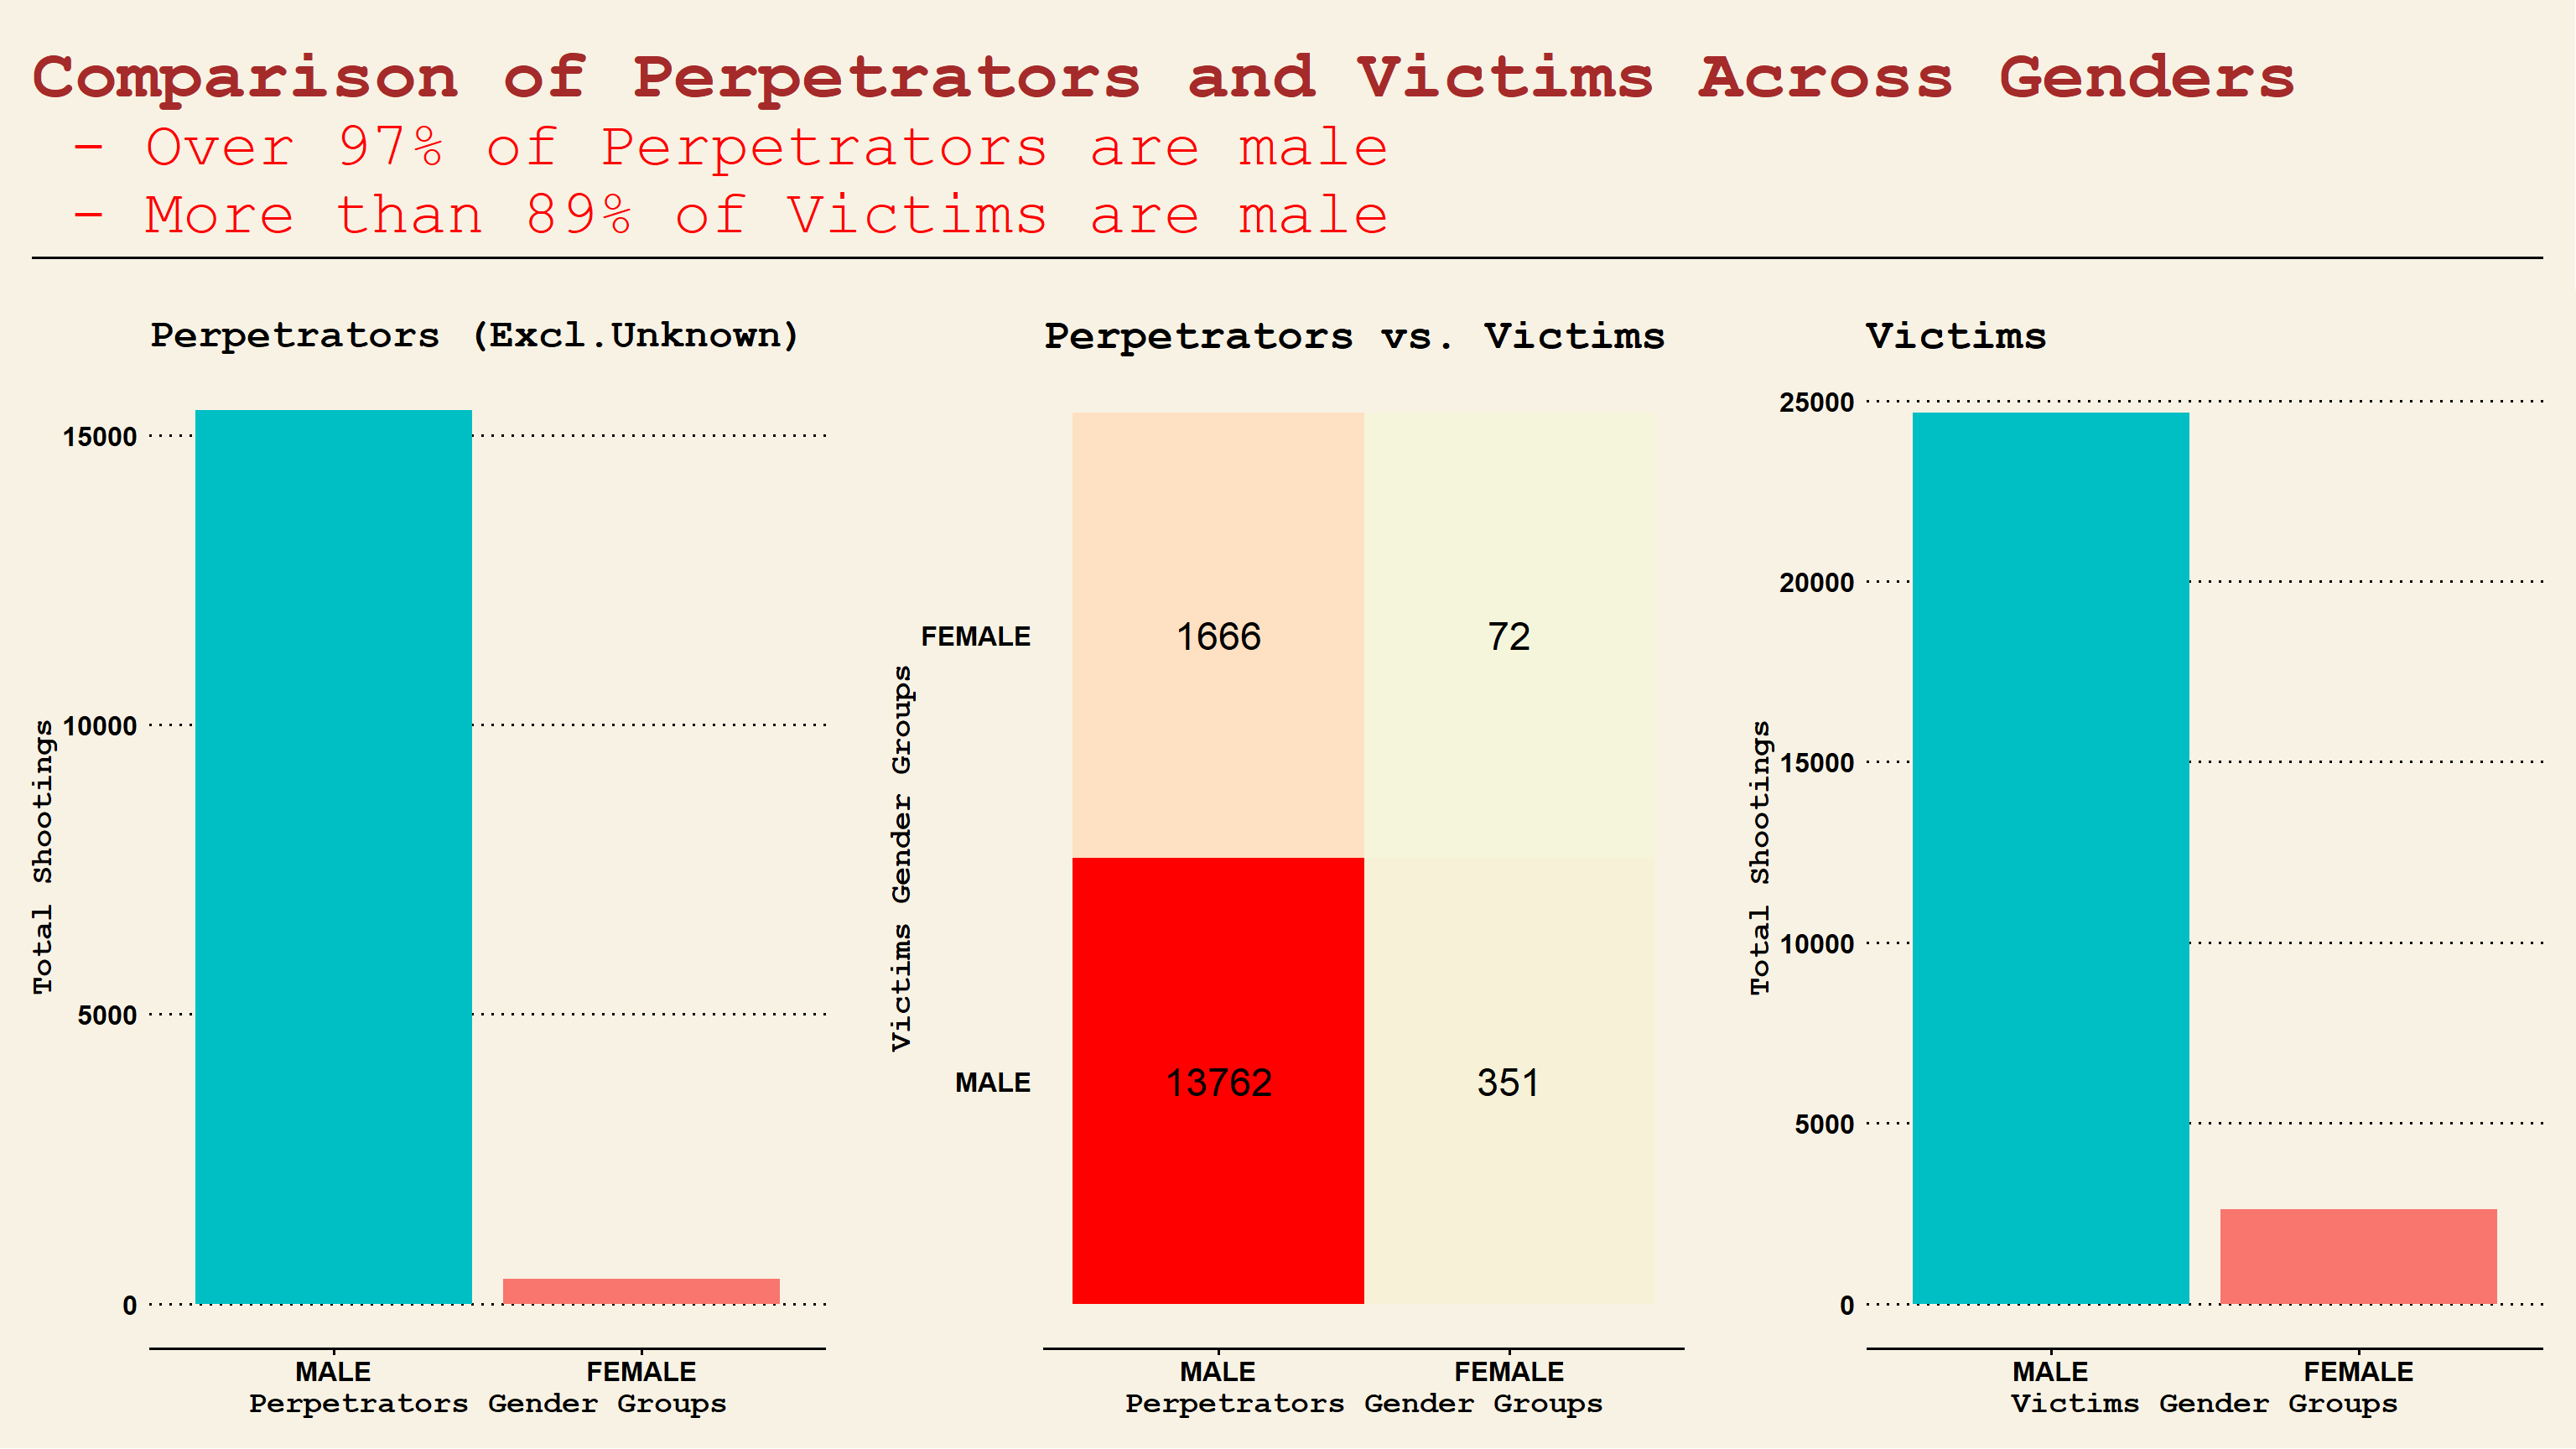 Comparison of Perpetrators and Victims Across Genders
- Over 97% of Perpetrators are male
- More than 89% of Victims are male
Perpetrators (Excl.Unknown)
15000
10000
5000
0
Total Shootings
MALE FEMALE
Perpetrators Gender Groups
Perpetrators vs. Victims
FEMALE 1666 72
MALE 13762 351
Victims Gender Groups
MALE FEMALE
Perpetrators Gender Groups
Victims
25000
20000
15000
10000
5000
0
Total Shootings
MALE FEMALE
Victims Gender Groups